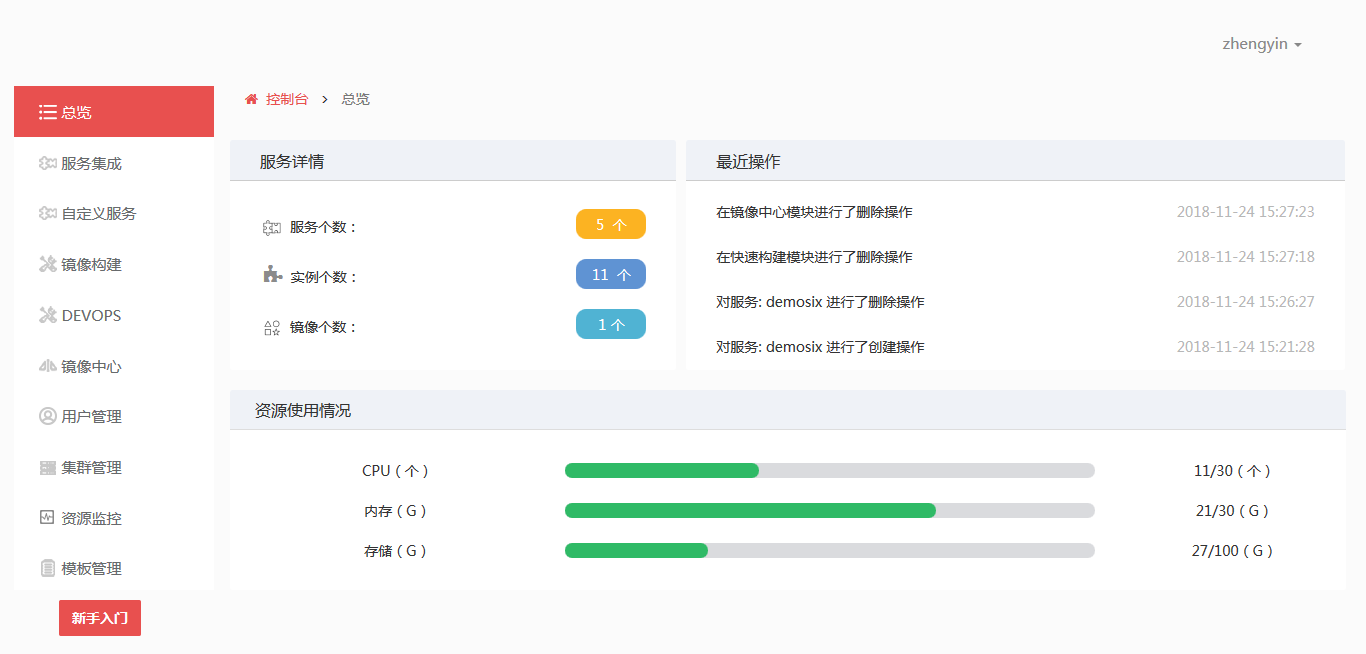 zhengyin
总览
服务集成
自定义服务
镜像构建
DEVOPS
镜像中心
用户管理
集群管理
资源监控
模板管理
新手入门
控制台 > 总览
服务详情
服务个数： 5 个
实例个数： 11 个
镜像个数： 1 个
最近操作
在镜像中心模块进行了删除操作 2018-11-24 15:27:23
在快速构建模块进行了删除操作 2018-11-24 15:27:18
对服务: demosix 进行了删除操作 2018-11-24 15:26:27
对服务: demosix 进行了创建操作 2018-11-24 15:21:28
资源使用情况
CPU（个） 11/30（个）
内存（G） 21/30（G）
存储（G） 27/100（G）